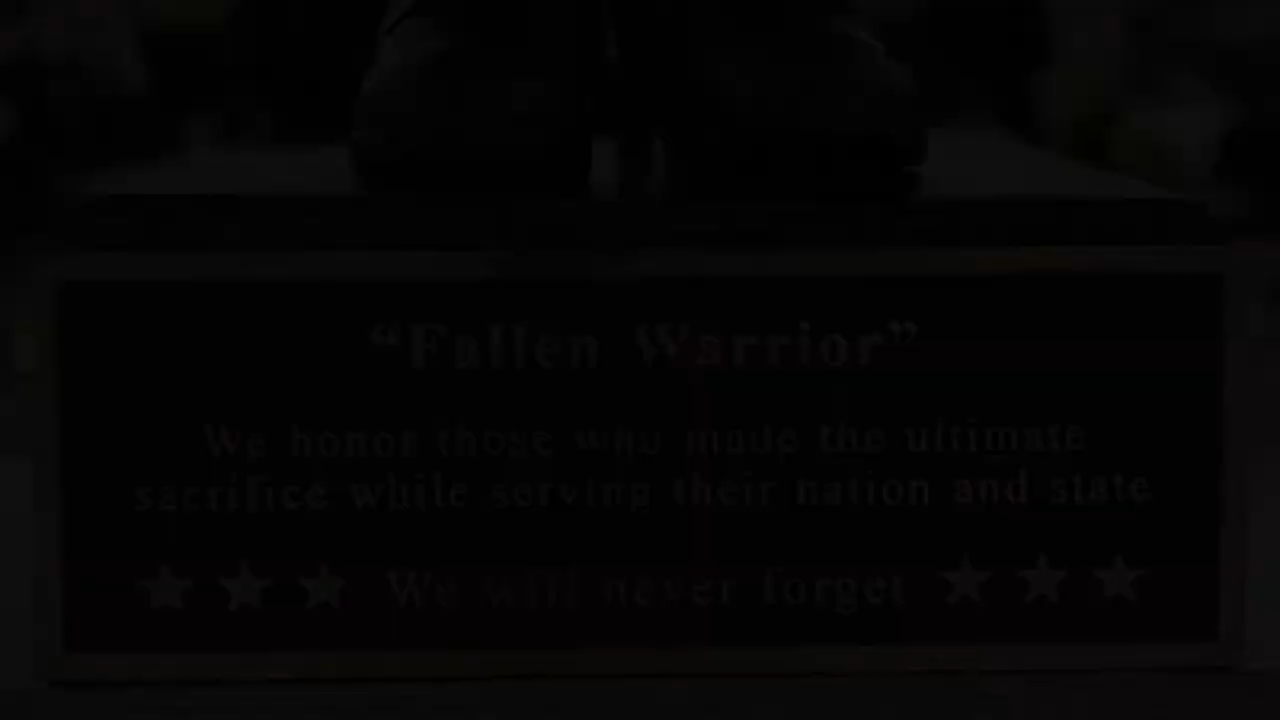 “Fallen Warrior”
We honor those who made the ultimate
sacrifice while serving their nation and state
★ ★ ★ We will never forget ★ ★ ★